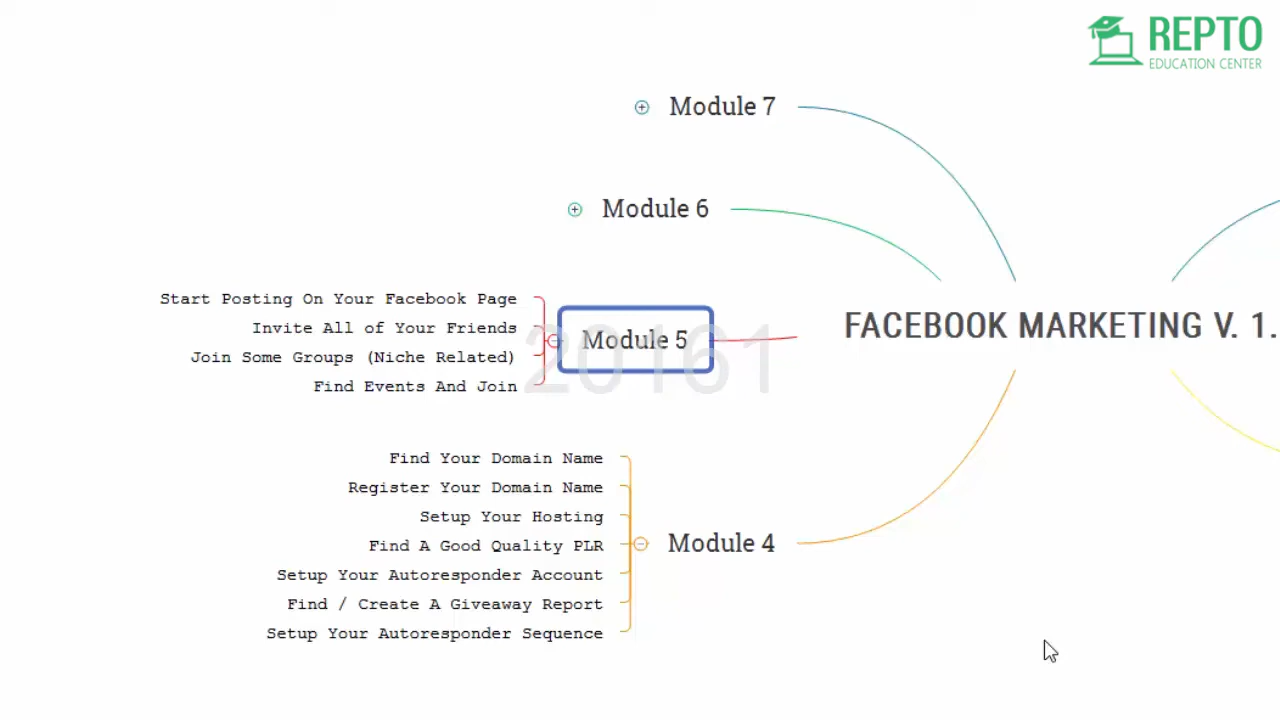 REPTO
EDUCATION CENTER
Module 7
Module 6
Start Posting On Your Facebook Page
Invite All of Your Friends
Join Some Groups (Niche Related)
Find Events And Join
Module 5
20161
FACEBOOK MARKETING V. 1.
Find Your Domain Name
Register Your Domain Name
Setup Your Hosting
Find A Good Quality PLR
Setup Your Autoresponder Account
Find / Create A Giveaway Report
Setup Your Autoresponder Sequence
Module 4